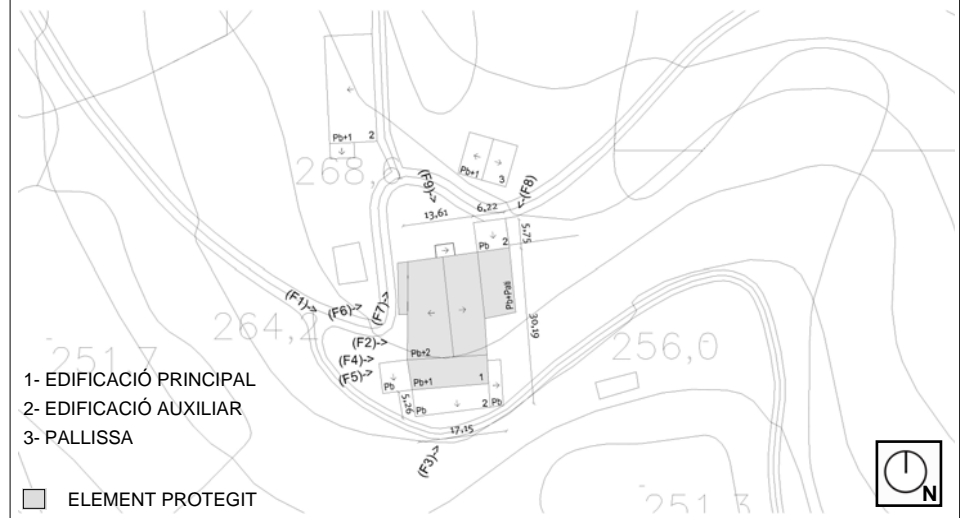 Pb+1 2
268,
(F9)->
Pb+1 3
<-(F8)
13,61
6,22
Pb 2
5,75
Pb+Pall
30,19
(F1)->
(F6)->
(F7)->
264,2
(F2)->
251,7
Pb+2
(F4)->
256,0
(F5)->
Pb
Pb+1 1
1- EDIFICACIÓ PRINCIPAL
5,26
Pb 2
Pb
2- EDIFICACIÓ AUXILIAR
17,15
3- PALLISSA
(F3)->
ELEMENT PROTEGIT
251,3
N